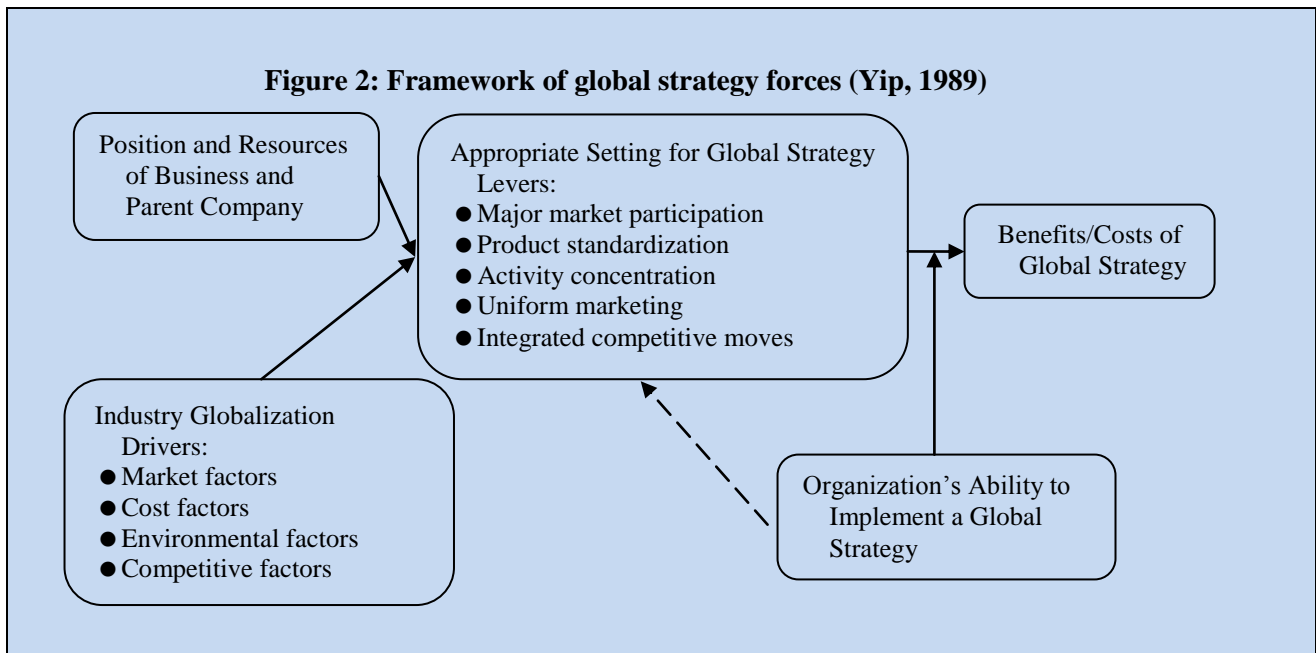 Figure 2: Framework of global strategy forces (Yip, 1989)
Position and Resources
of Business and
Parent Company
Appropriate Setting for Global Strategy
Levers:
● Major market participation
● Product standardization
● Activity concentration
● Uniform marketing
● Integrated competitive moves
Benefits/Costs of
Global Strategy
Industry Globalization
Drivers:
● Market factors
● Cost factors
● Environmental factors
● Competitive factors
Organization’s Ability to
Implement a Global
Strategy